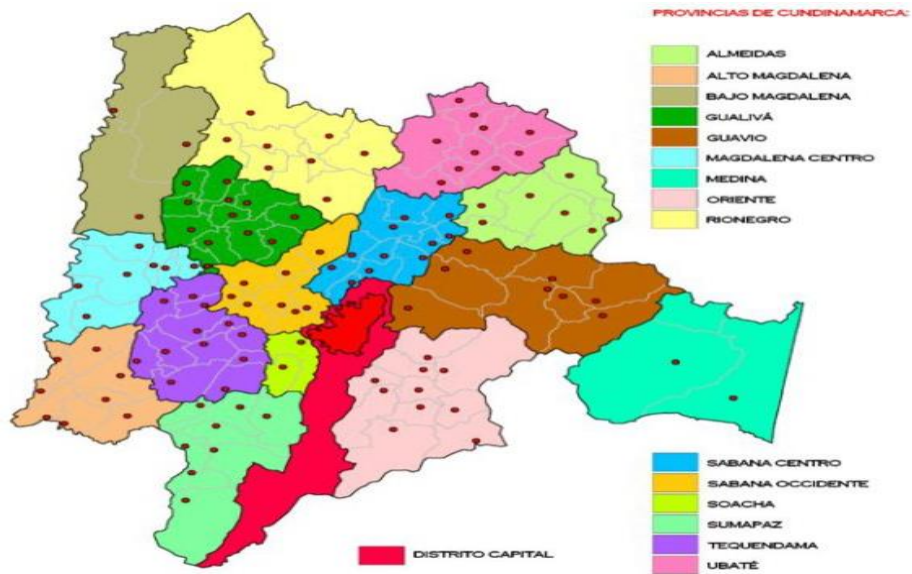 PROVINCIAS DE CUNDINAMARCA:
ALMEIDAS
ALTO MAGDALENA
BAJO MAGDALENA
GUALIVÁ
GUAVIO
MAGDALENA CENTRO
MEDINA
ORIENTE
RIONEGRO
SABANA CENTRO
SABANA OCCIDENTE
SOACHA
SUMAPAZ
TEQUENDAMA
UBATÉ
DISTRITO CAPITAL